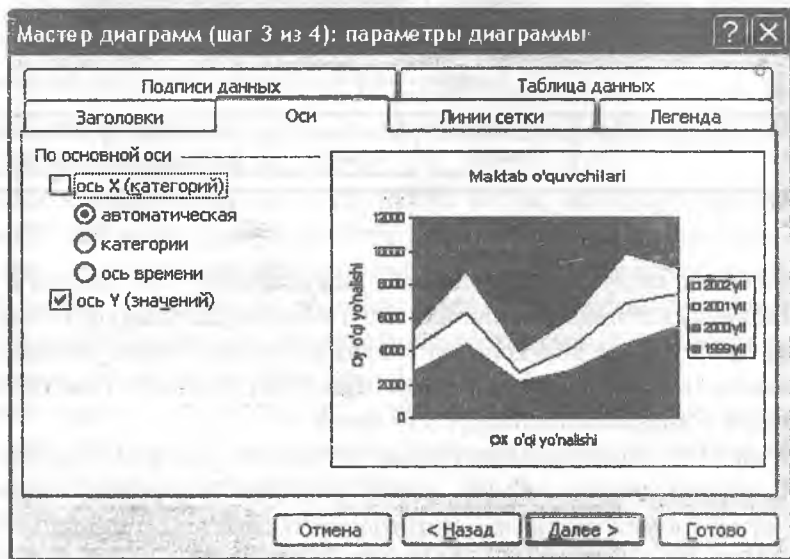 Мастер диаграмм (шаг 3 из 4): параметры диаграммы
Подписи данных
Таблица данных
Заголовки
Оси
Линии сетки
Легенда
По основной оси
ось X (категорий)
автоматическая
категории
ось времени
ось Y (значений)
Maktab o'quvchilari
12000
10000
8000
6000
4000
2000
0
Oy o'qi yo'nalishi
OX o'qi yo'nalishi
2002yil
2001yil
2000yil
1999yil
Отмена
< Назад
Далее >
Готово